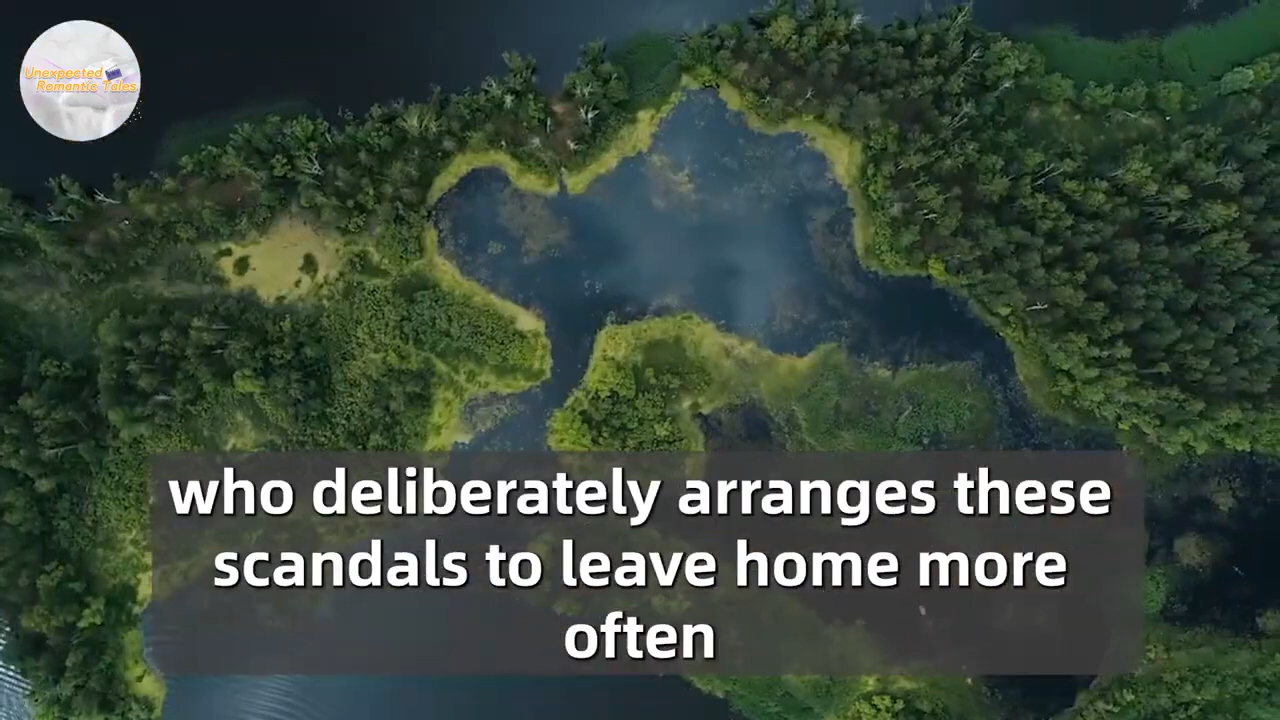 Unexpected
Romantic Tales
who deliberately arranges these
scandals to leave home more
often